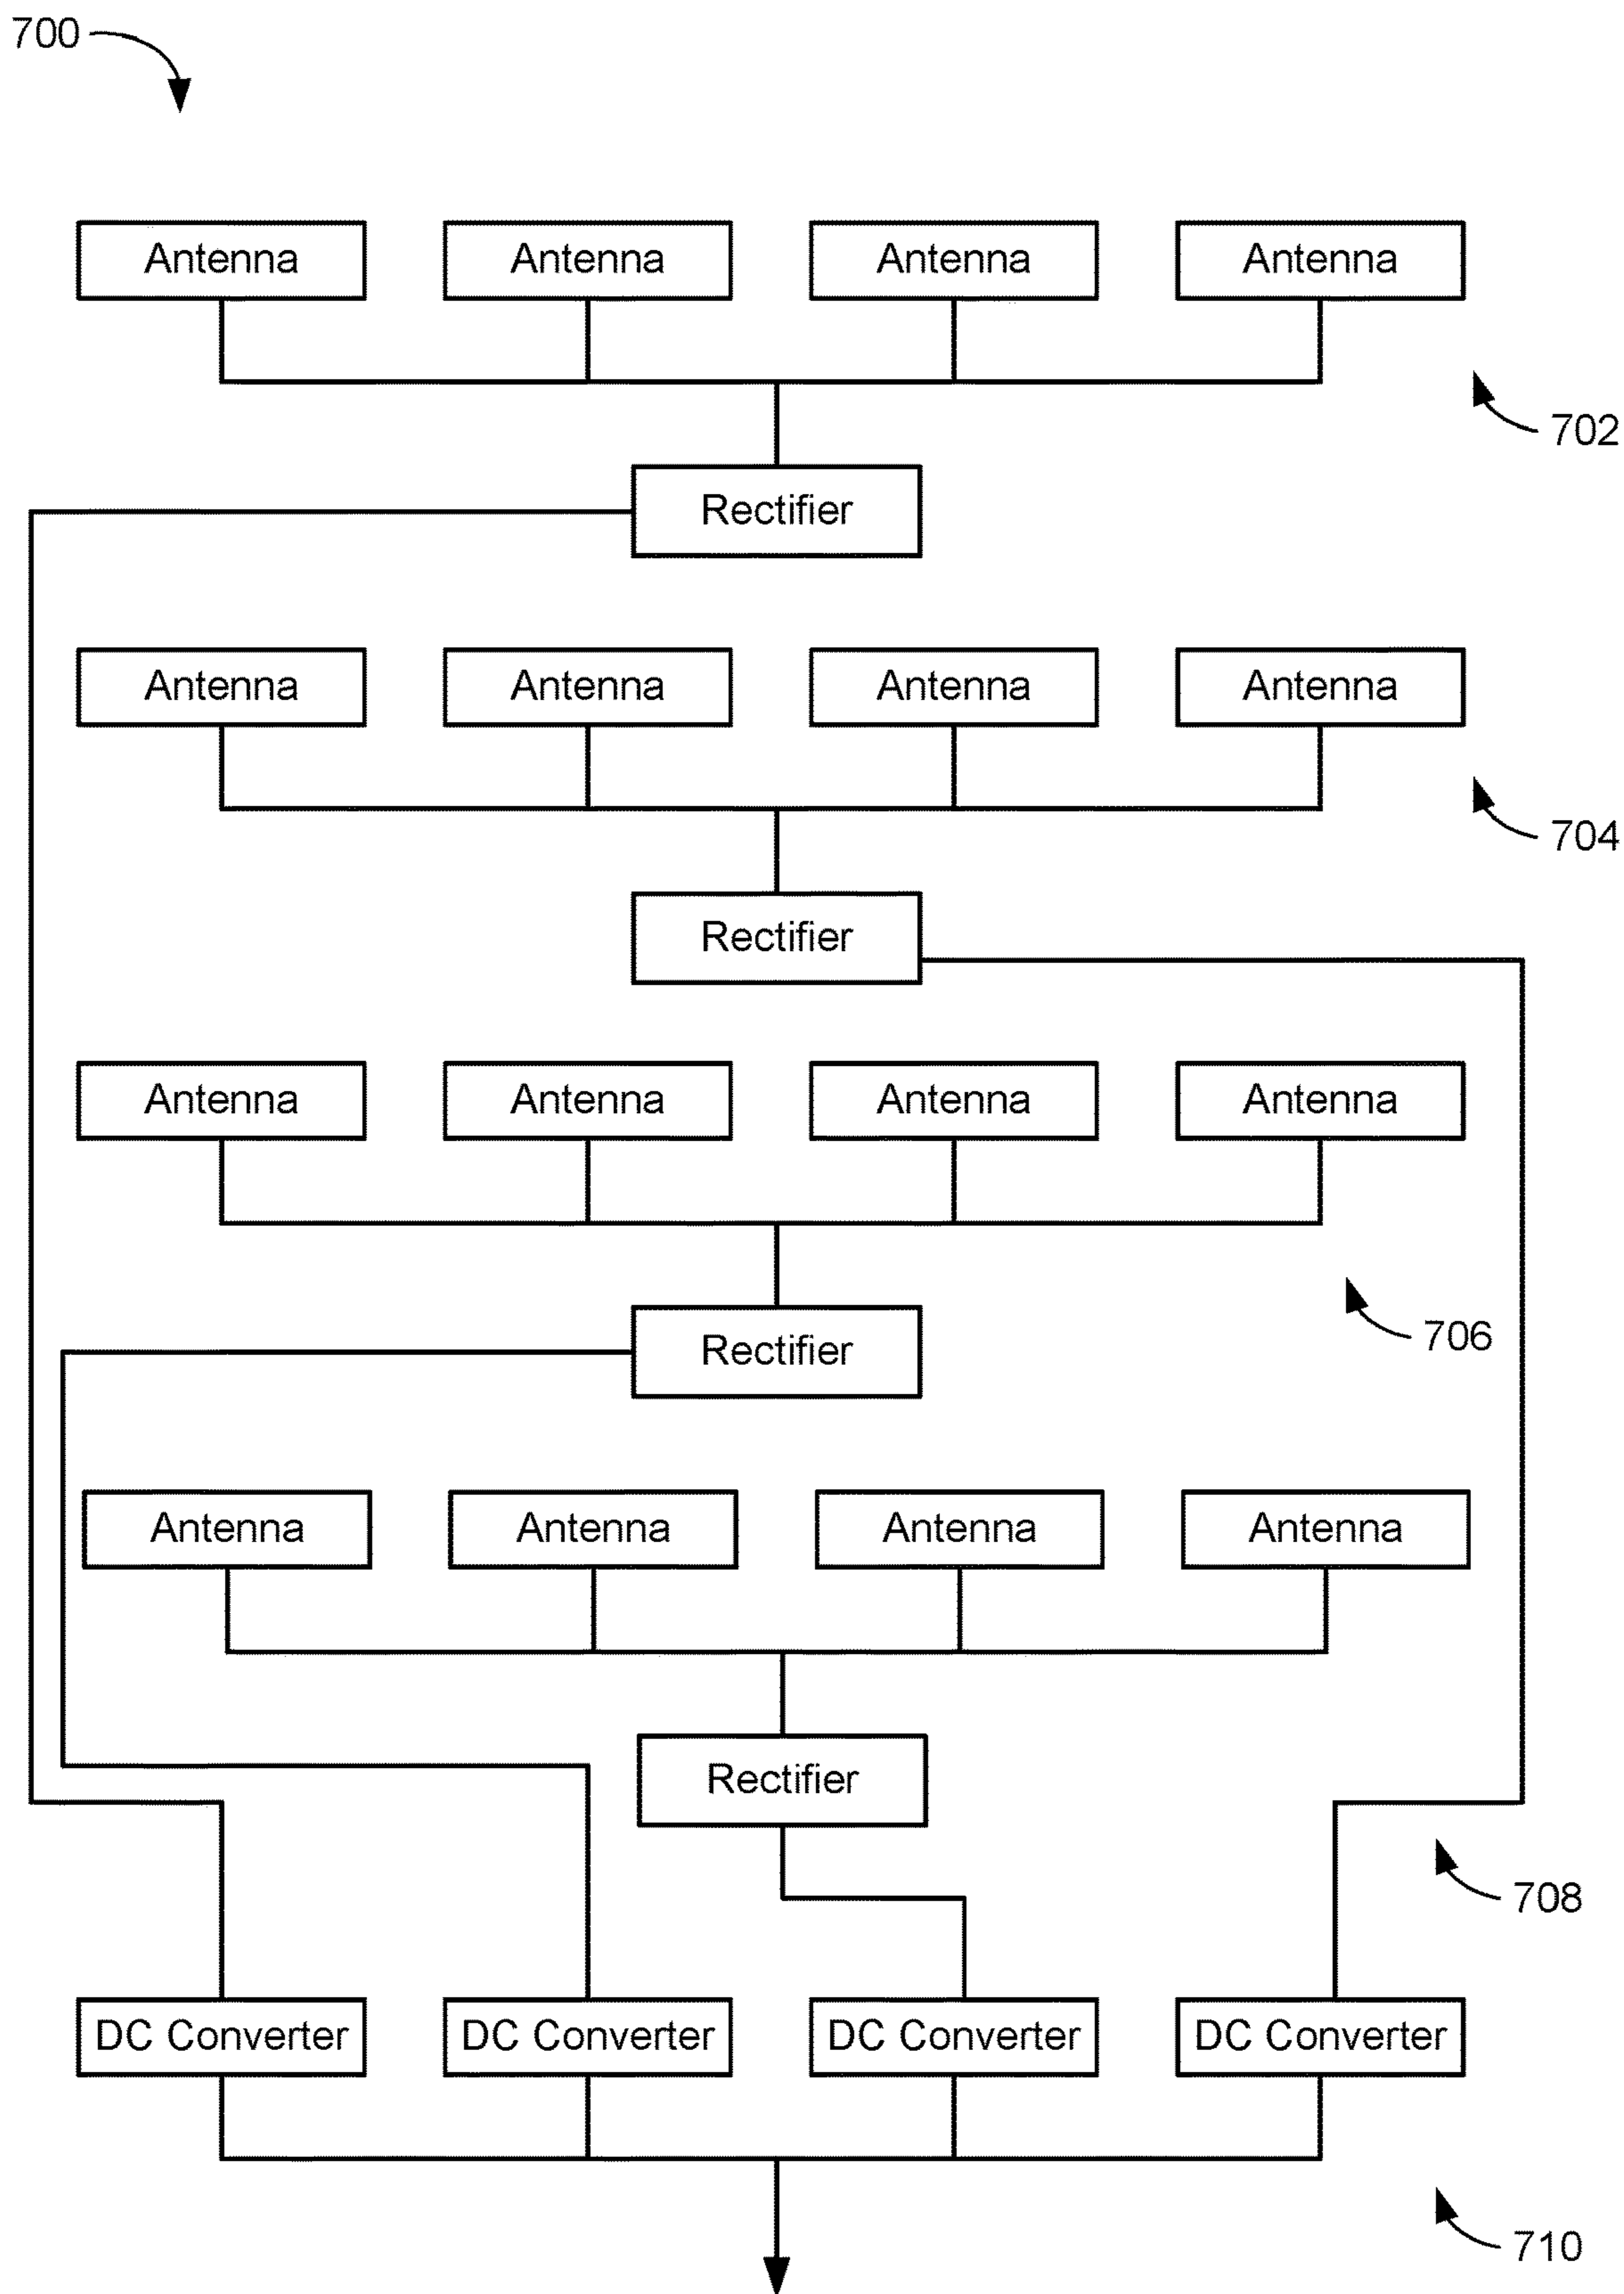 700
Antenna Antenna Antenna Antenna
702
Rectifier
Antenna Antenna Antenna Antenna
704
Rectifier
Antenna Antenna Antenna Antenna
706
Rectifier
Antenna Antenna Antenna Antenna
Rectifier
708
DC Converter DC Converter DC Converter DC Converter
710